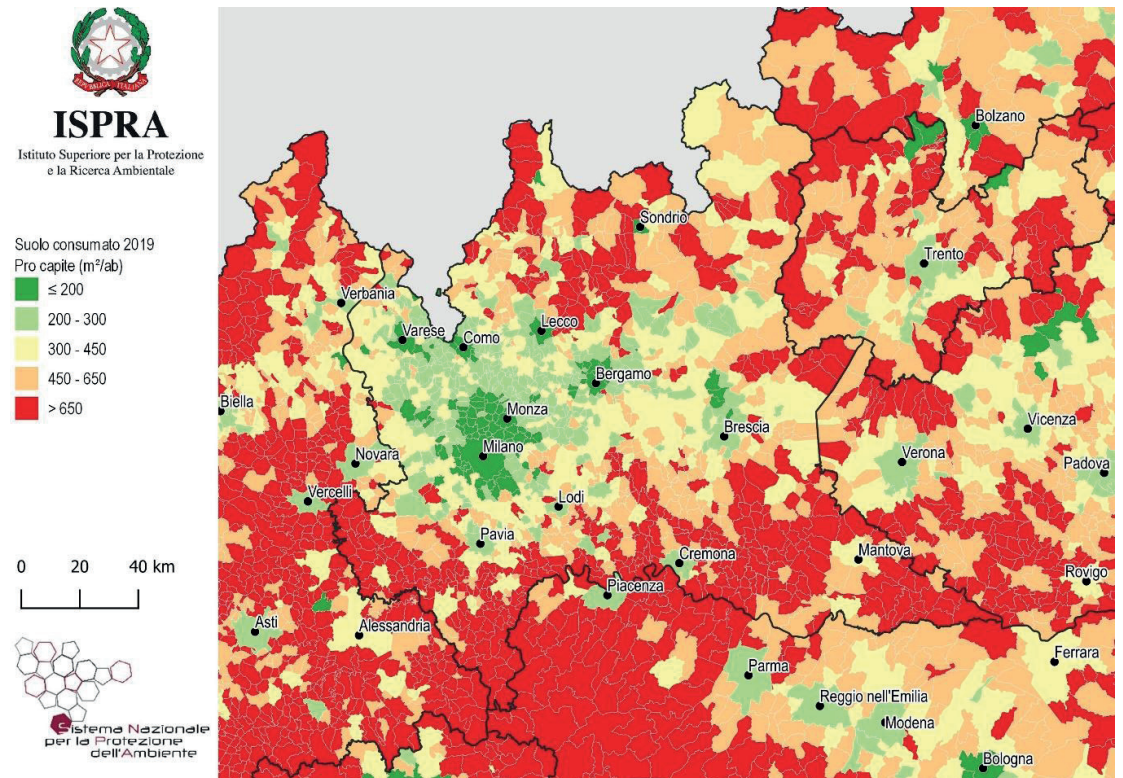 REPVBBLICA ITALIANA
ISPRA
Istituto Superiore per la Protezione
e la Ricerca Ambientale
Suolo consumato 2019
Pro capite (m²/ab)
≤ 200
200 - 300
300 - 450
450 - 650
> 650
0 20 40 km
Sistema Nazionale
per la Protezione
dell'Ambiente
Bolzano
Sondrio
Trento
Verbania
Varese
Como
Lecco
Bergamo
Biella
Monza
Milano
Brescia
Vicenza
Novara
Verona
Padova
Vercelli
Lodi
Pavia
Cremona
Mantova
Rovigo
Piacenza
Asti
Alessandria
Parma
Ferrara
Reggio nell'Emilia
Modena
Bologna